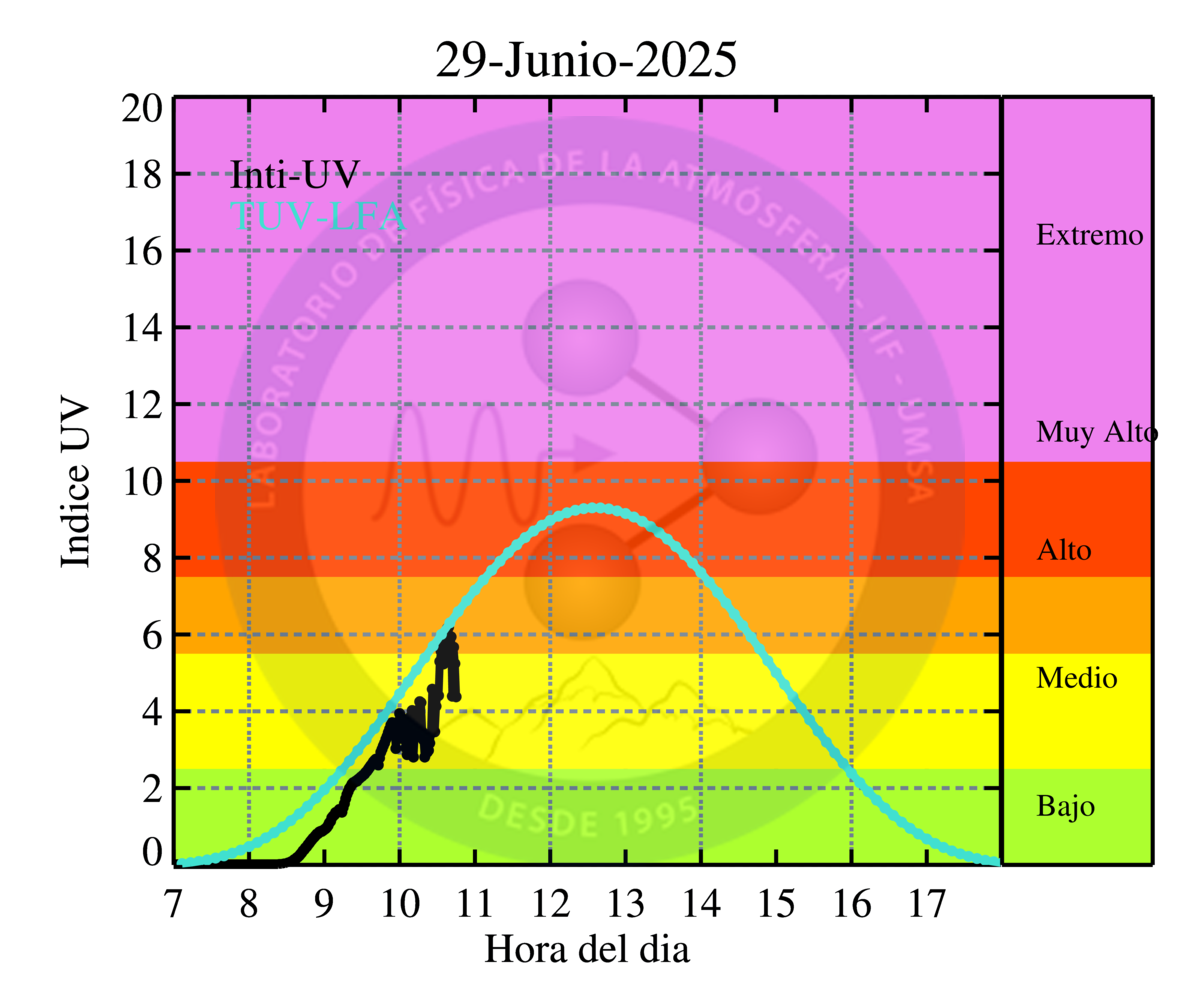 29-Junio-2025
20
18
16
14
12
10
8
6
4
2
0
Indice UV
Inti-UV
TUV-LFA
LABORATORIO DE FÍSICA DE LA ATMÓSFERA - IIF - UMSA
DESDE 1995
Extremo
Muy Alto
Alto
Medio
Bajo
7 8 9 10 11 12 13 14 15 16 17
Hora del dia